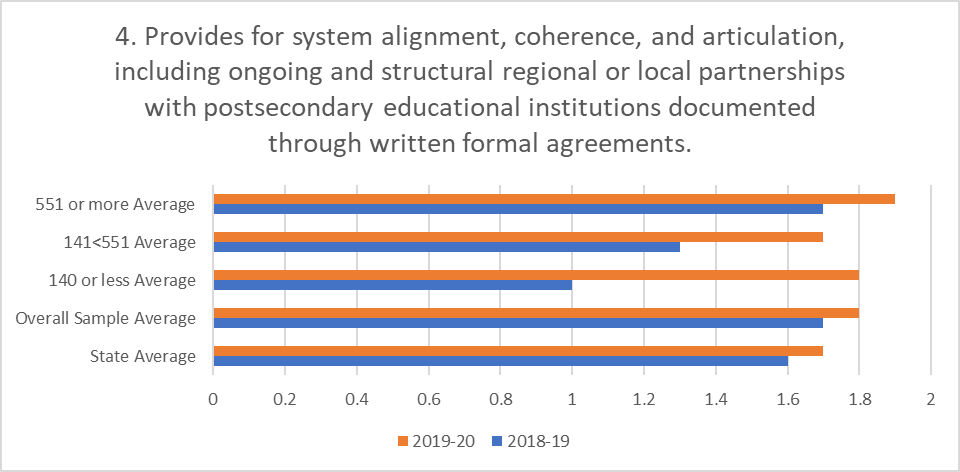 4. Provides for system alignment, coherence, and articulation,
including ongoing and structural regional or local partnerships
with postsecondary educational institutions documented
through written formal agreements.
551 or more Average
141<551 Average
140 or less Average
Overall Sample Average
State Average
0 0.2 0.4 0.6 0.8 1 1.2 1.4 1.6 1.8 2
2019-20 2018-19